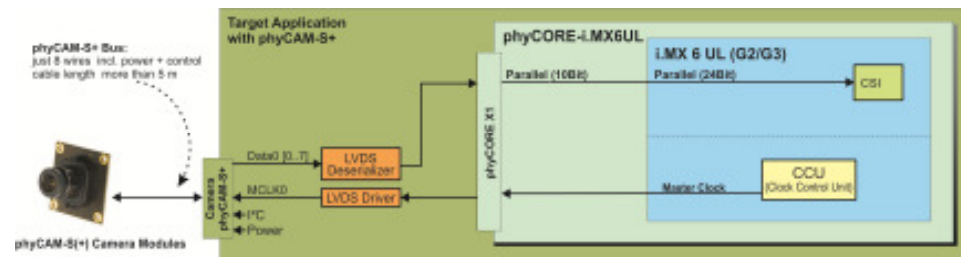 Target Application
with phyCAM-S+
phyCAM-S+ Bus:
just 8 wires incl. power + control
cable length more than 5 m
phyCORE-i.MX6UL
i.MX 6 UL (G2/G3)
Parallel (10Bit)
Parallel (24Bit)
CSI
phyCORE X1
Camera
phyCAM-S+
Data0 [0..7]
LVDS
Deserializer
MCLK0
LVDS Driver
I²C
Power
Master Clock
CCU
(Clock Control Unit)
phyCAM-S(+) Camera Modules